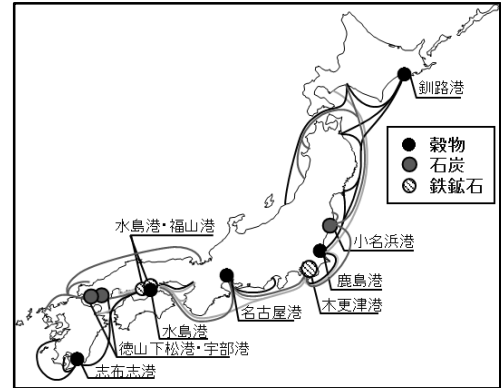 釧路港
穀物
石炭
鉄鉱石
水島港・福山港
小名浜港
鹿島港
木更津港
名古屋港
水島港
徳山下松港・宇部港
志布志港